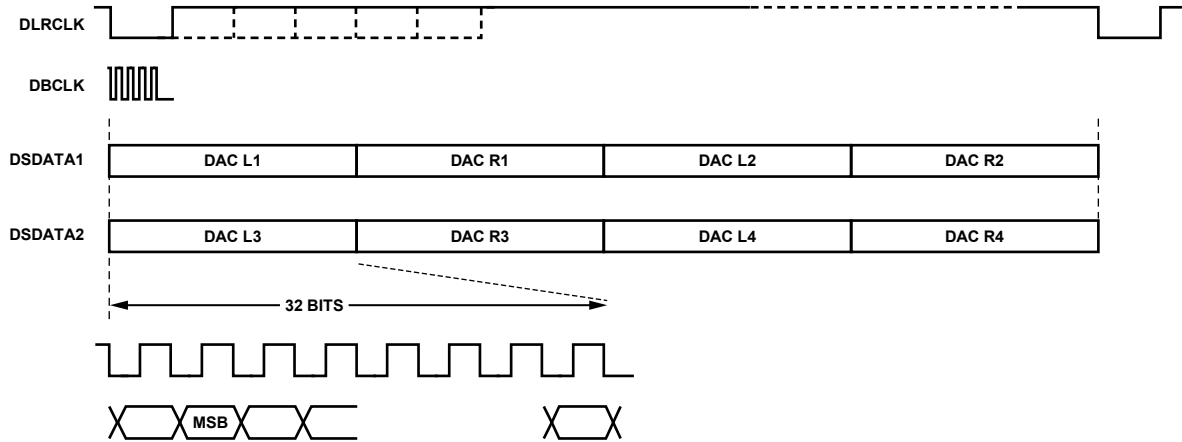 DLRCLK
DBCLK
DSDATA1 DAC L1 DAC R1 DAC L2 DAC R2
DSDATA2 DAC L3 DAC R3 DAC L4 DAC R4
32 BITS
MSB